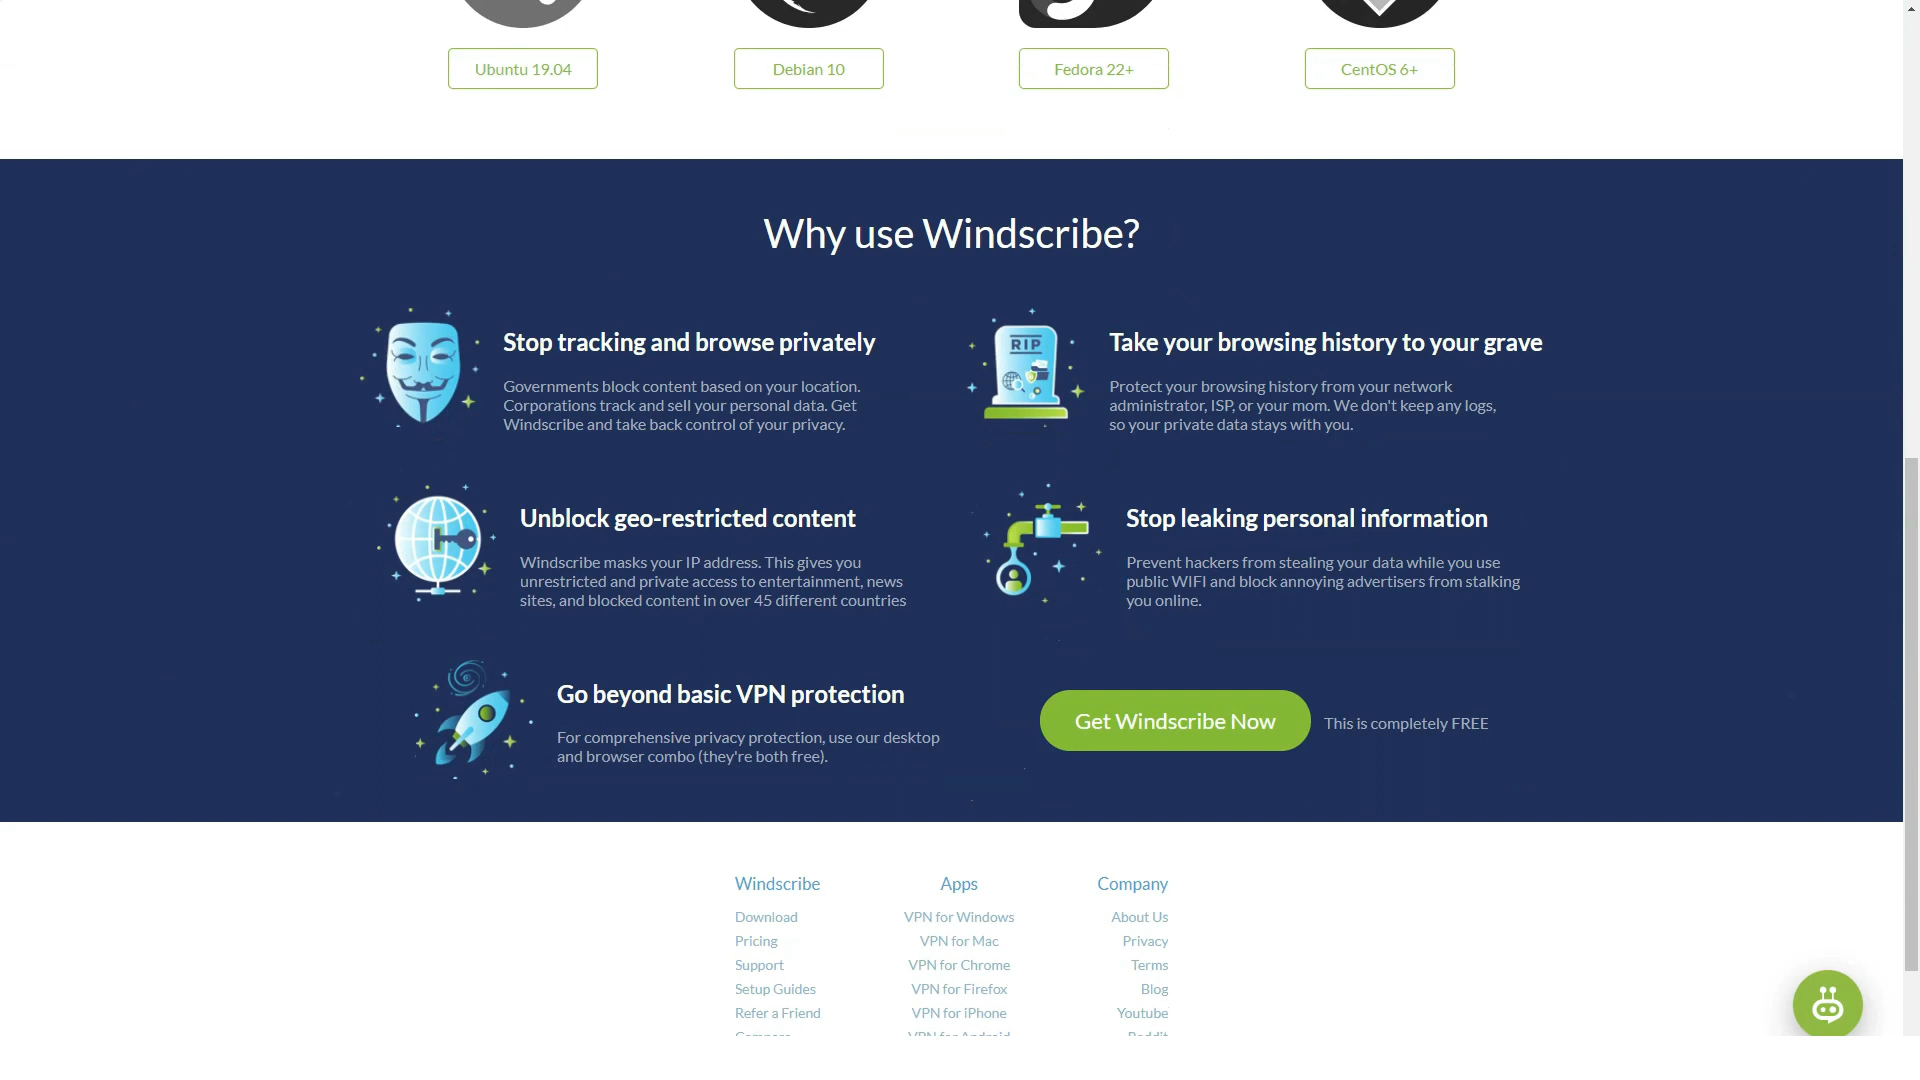 Ubuntu 19.04
Debian 10
Fedora 22+
CentOS 6+
Why use Windscribe?
Stop tracking and browse privately
Governments block content based on your location.
Corporations track and sell your personal data. Get
Windscribe and take back control of your privacy.
RIP
Take your browsing history to your grave
Protect your browsing history from your network
administrator, ISP, or your mom. We don't keep any logs,
so your private data stays with you.
Unblock geo-restricted content
Windscribe masks your IP address. This gives you
unrestricted and private access to entertainment, news
sites, and blocked content in over 45 different countries
Stop leaking personal information
Prevent hackers from stealing your data while you use
public WIFI and block annoying advertisers from stalking
you online.
Go beyond basic VPN protection
For comprehensive privacy protection, use our desktop
and browser combo (they're both free).
Get Windscribe Now
This is completely FREE
Windscribe
Download
Pricing
Support
Setup Guides
Refer a Friend
Apps
VPN for Windows
VPN for Mac
VPN for Chrome
VPN for Firefox
VPN for iPhone
VPN for Android
Company
About Us
Privacy
Terms
Blog
Youtube
Reddit